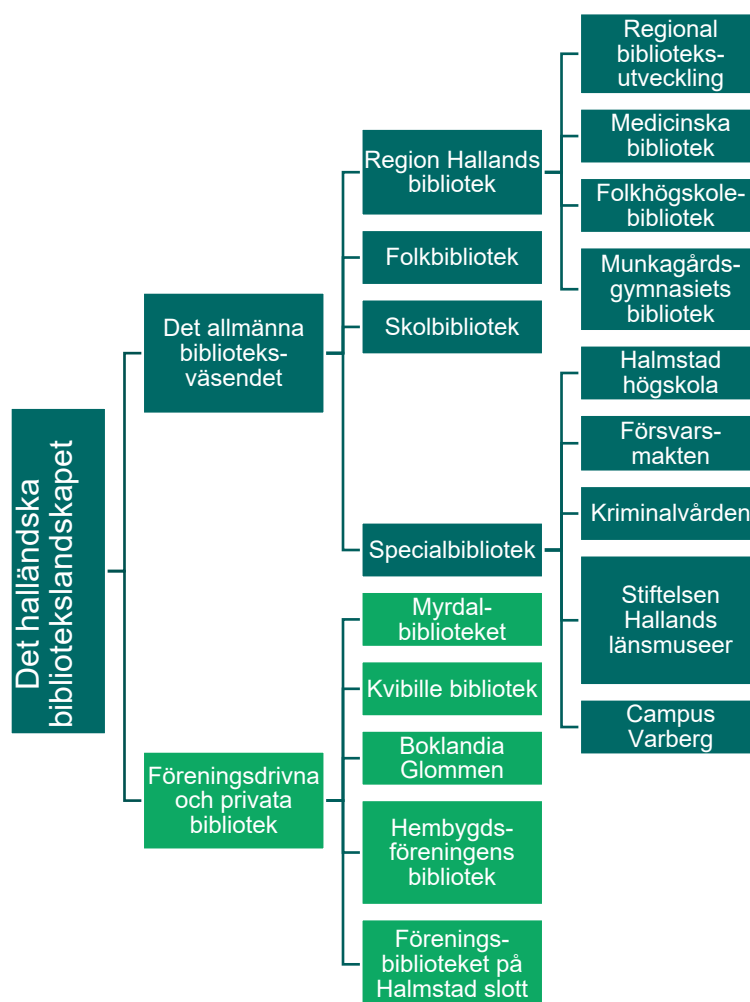 Det halländska
bibliotekslandskapet
Det allmänna
biblioteks-
väsendet
Region Hallands
bibliotek
Regional
biblioteks-
utveckling
Medicinska
bibliotek
Folkhögskole-
bibliotek
Munkagårds-
gymnasiets
bibliotek
Folkbibliotek
Skolbibliotek
Specialbibliotek
Halmstad
högskola
Försvars-
makten
Kriminalvården
Stiftelsen
Hallands
länsmuseer
Campus
Varberg
Föreningsdrivna
och privata
bibliotek
Myrdal-
biblioteket
Kvibille bibliotek
Boklandia
Glommen
Hembygds-
föreningens
bibliotek
Förenings-
biblioteket på
Halmstad slott